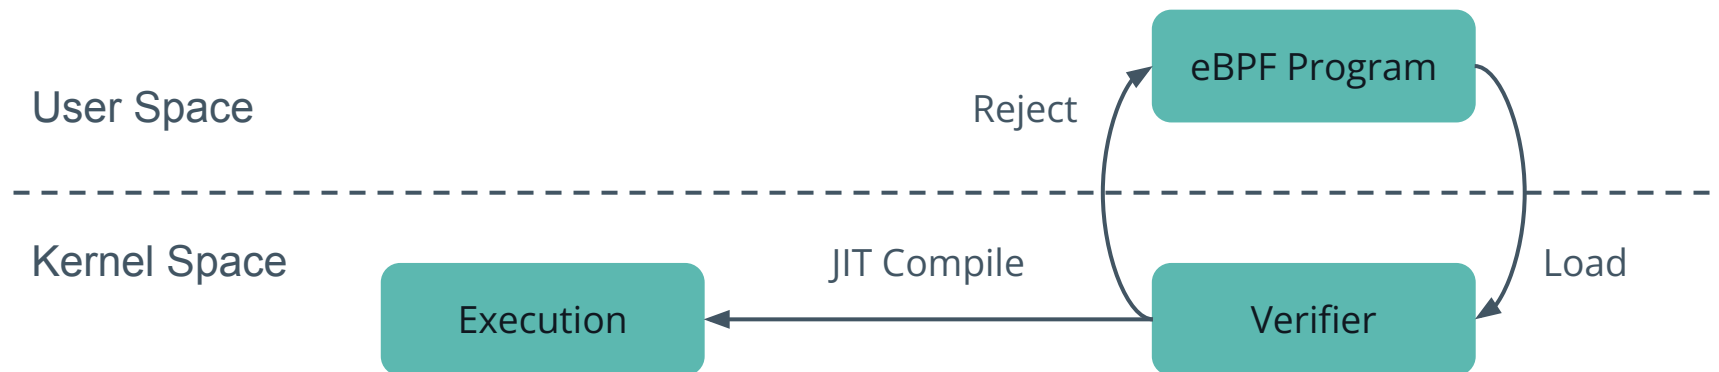 eBPF Program
User Space
Reject
Kernel Space
JIT Compile
Load
Execution
Verifier